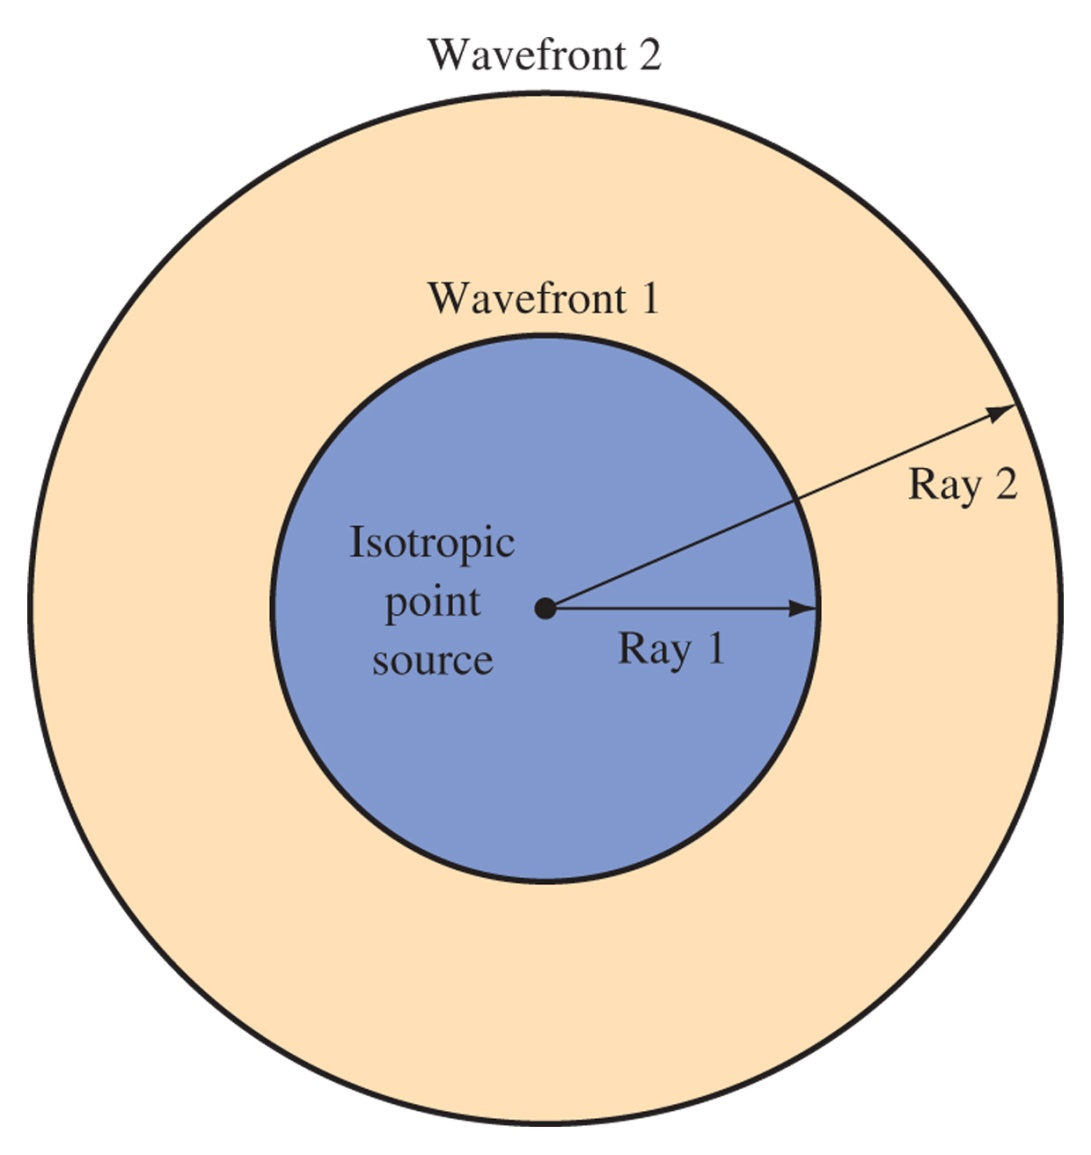 Wavefront 2
Wavefront 1
Ray 2
Isotropic
point
source
Ray 1